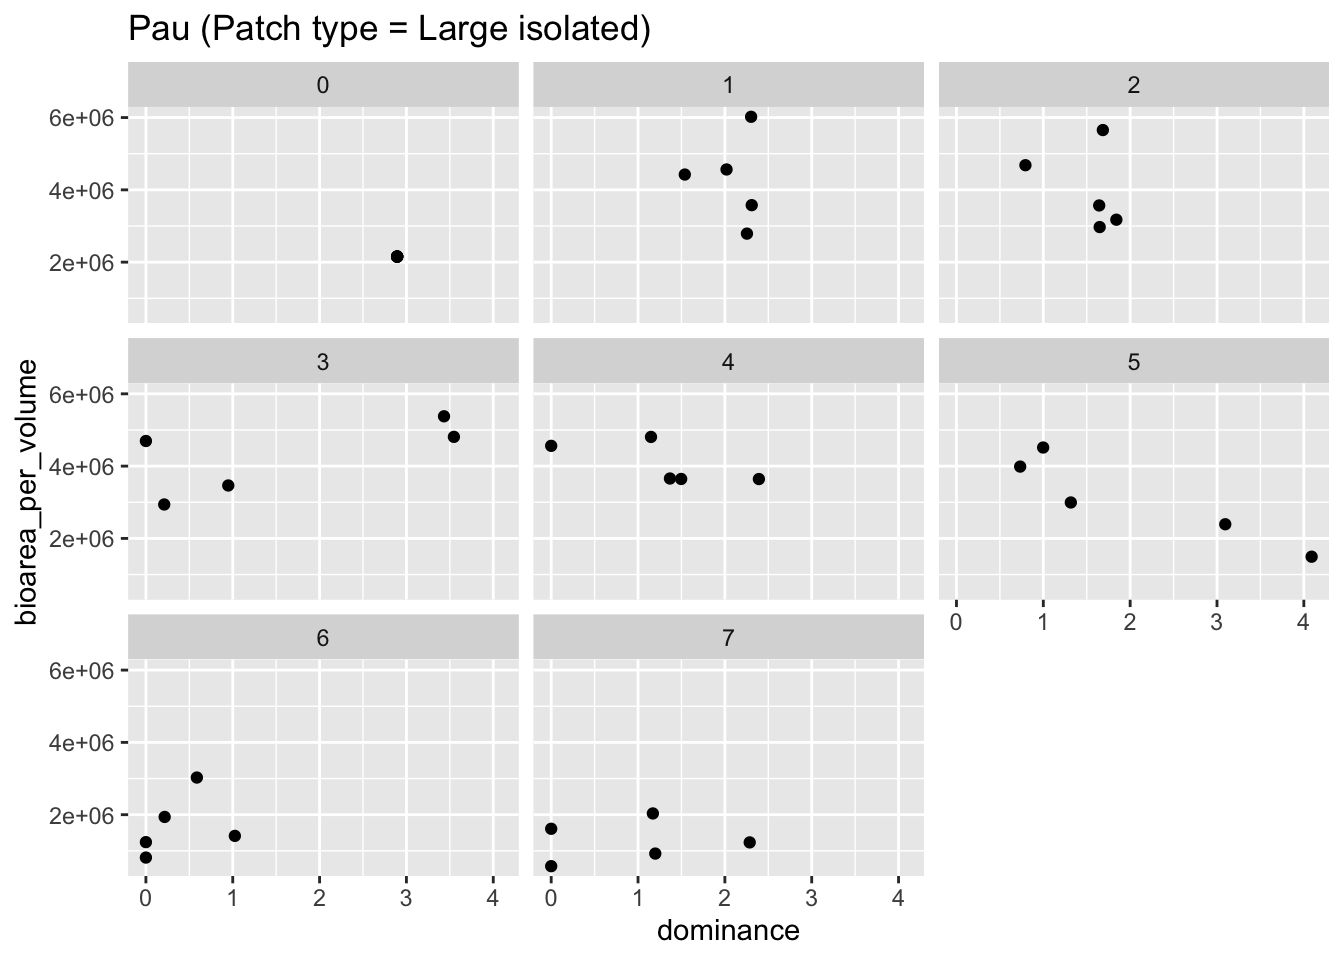 Pau (Patch type = Large isolated)
0 1 2
6e+06
4e+06
2e+06
3 4 5
6e+06
4e+06
2e+06
0 1 2 3 4
6 7
6e+06
4e+06
2e+06
0 1 2 3 4 0 1 2 3 4
dominance
bioarea_per_volume